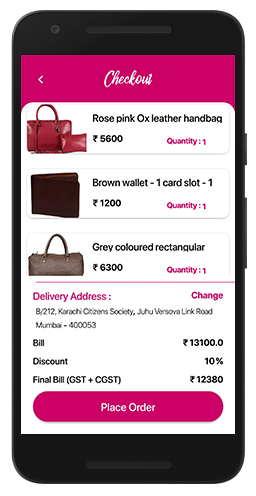 Checkout
Rose pink Ox leather handbag
₹ 5600
Quantity : 1
Brown wallet - 1 card slot - 1
₹ 1200
Quantity : 1
Grey coloured rectangular
₹ 6300
Quantity : 1
Delivery Address :
Change
B/212, Karachi Citizens Society, Juhu Versova Link Road
Mumbai - 400053
Bill
₹ 13100.0
Discount
10 %
Final Bill (GST + CGST)
₹ 12380
Place Order